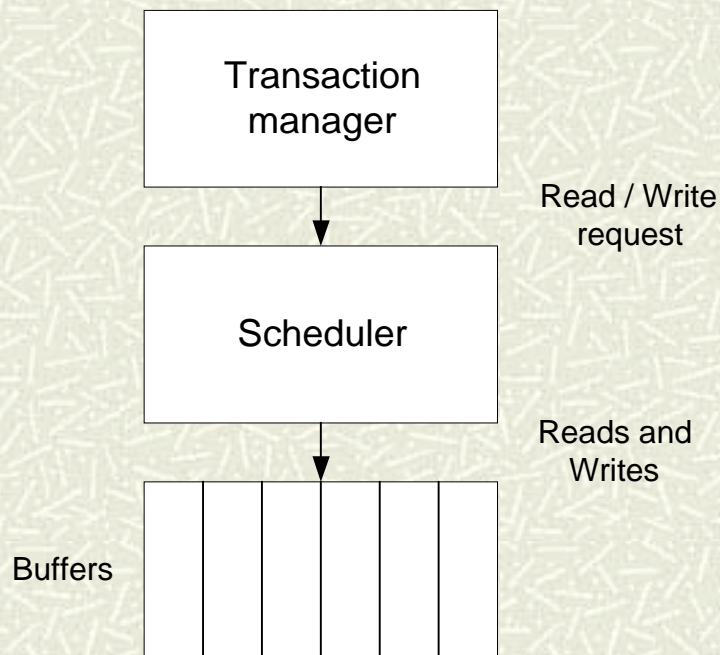 Transaction
manager
Read / Write
request
Scheduler
Reads and
Writes
Buffers